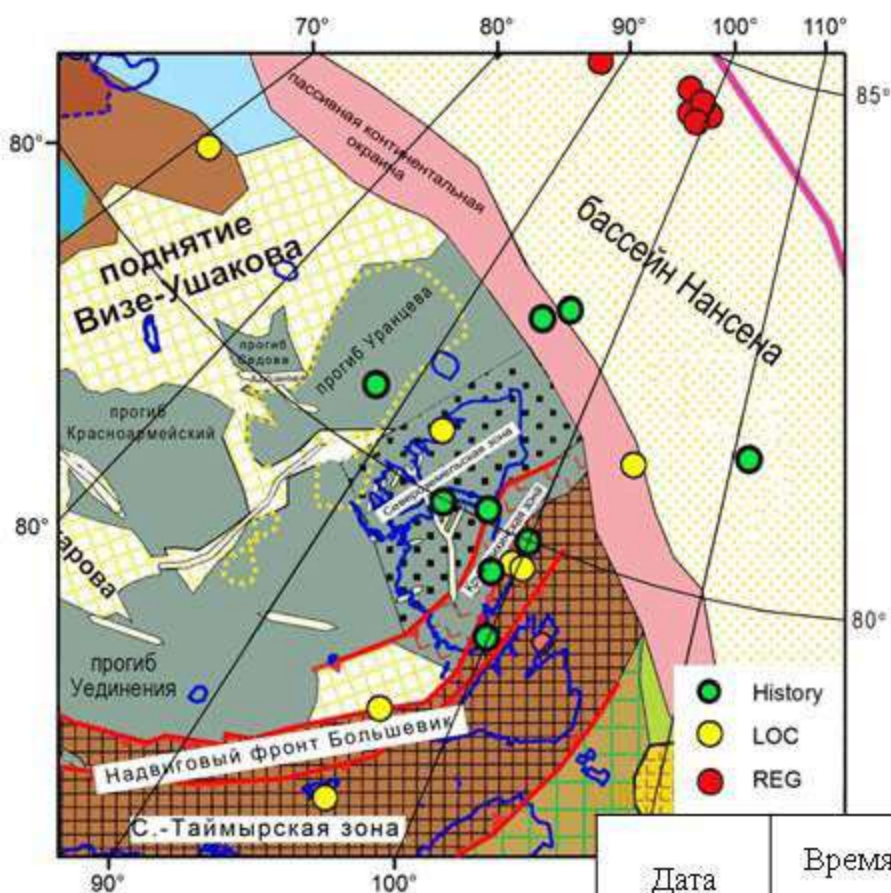 70°
80°
90°
100°
110°
85°
80°
пассивная континентальная
окраина
поднятие
Визе-Ушакова
бассейн Нансена
прогиб Уранцева
прогиб
прогиб
Красноармейский
Североземельская зона
80°
80°
прогиб
Уединения
History
LOC
REG
Надвиговый фронт Большевик
С.-Таймырская зона
90°
100°
Дата
Время